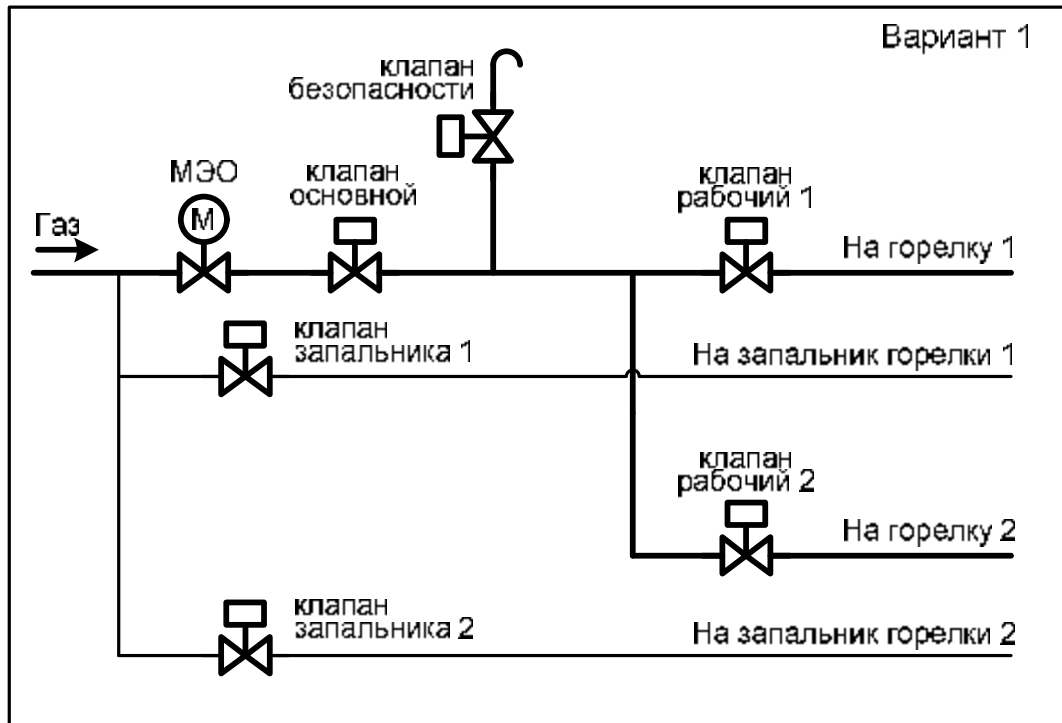 Вариант 1
клапан
безопасности
МЭО
клапан
основной
клапан
рабочий 1
Газ
М
На горелку 1
клапан
запальника 1
На запальник горелки 1
клапан
рабочий 2
На горелку 2
клапан
запальника 2
На запальник горелки 2